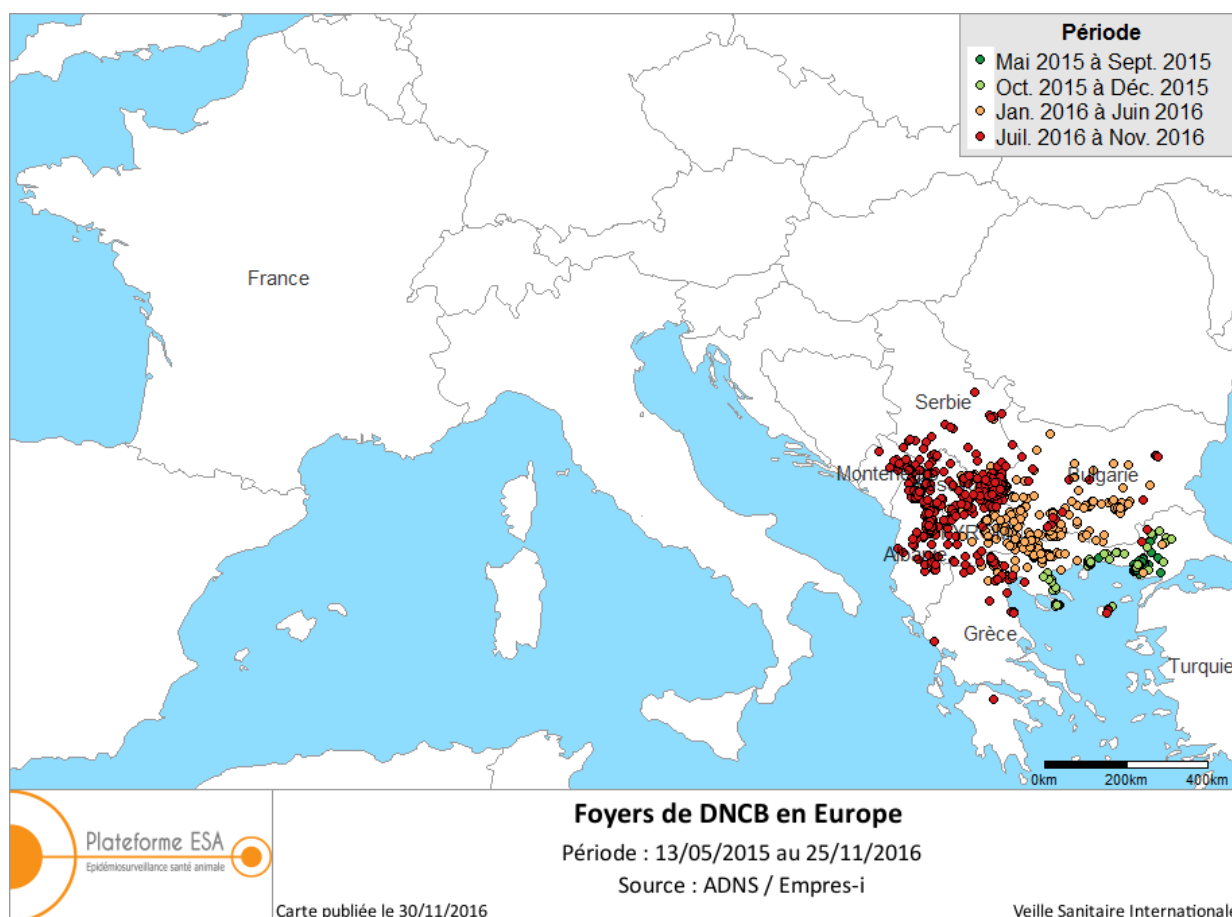 Période
Mai 2015 à Sept. 2015
Oct. 2015 à Déc. 2015
Jan. 2016 à Juin 2016
Juil. 2016 à Nov. 2016
France
Serbie
Bulgarie
Grèce
Turquie
0km 200km 400km
Plateforme ESA
Epidémiosurveillance santé animale
Foyers de DNCB en Europe
Période : 13/05/2015 au 25/11/2016
Source : ADNS / Empres-i
Carte publiée le 30/11/2016
Veille Sanitaire Internationale